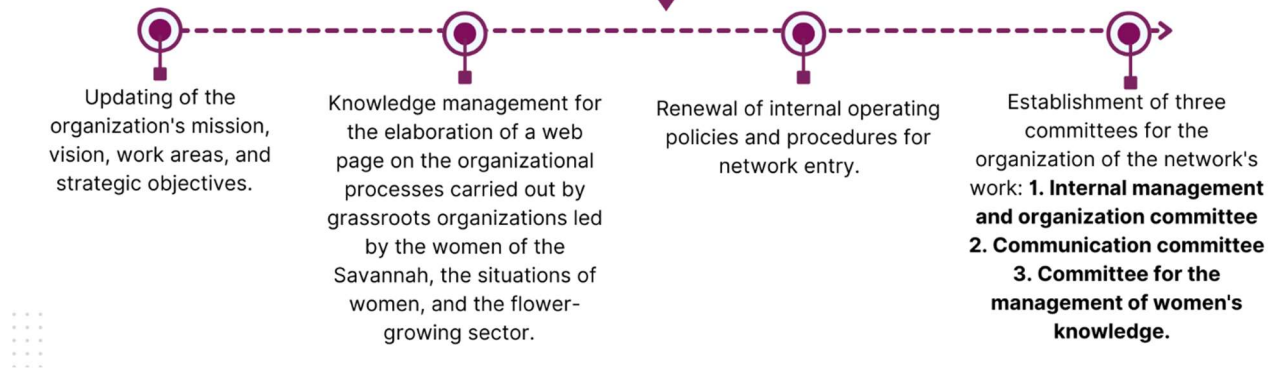 Updating of the
organization's mission,
vision, work areas, and
strategic objectives.
Knowledge management for
the elaboration of a web
page on the organizational
processes carried out by
grassroots organizations led
by the women of the
Savannah, the situations of
women, and the flower-
growing sector.
Renewal of internal operating
policies and procedures for
network entry.
Establishment of three
committees for the
organization of the network's
work: 1. Internal management
and organization committee
2. Communication committee
3. Committee for the
management of women's
knowledge.